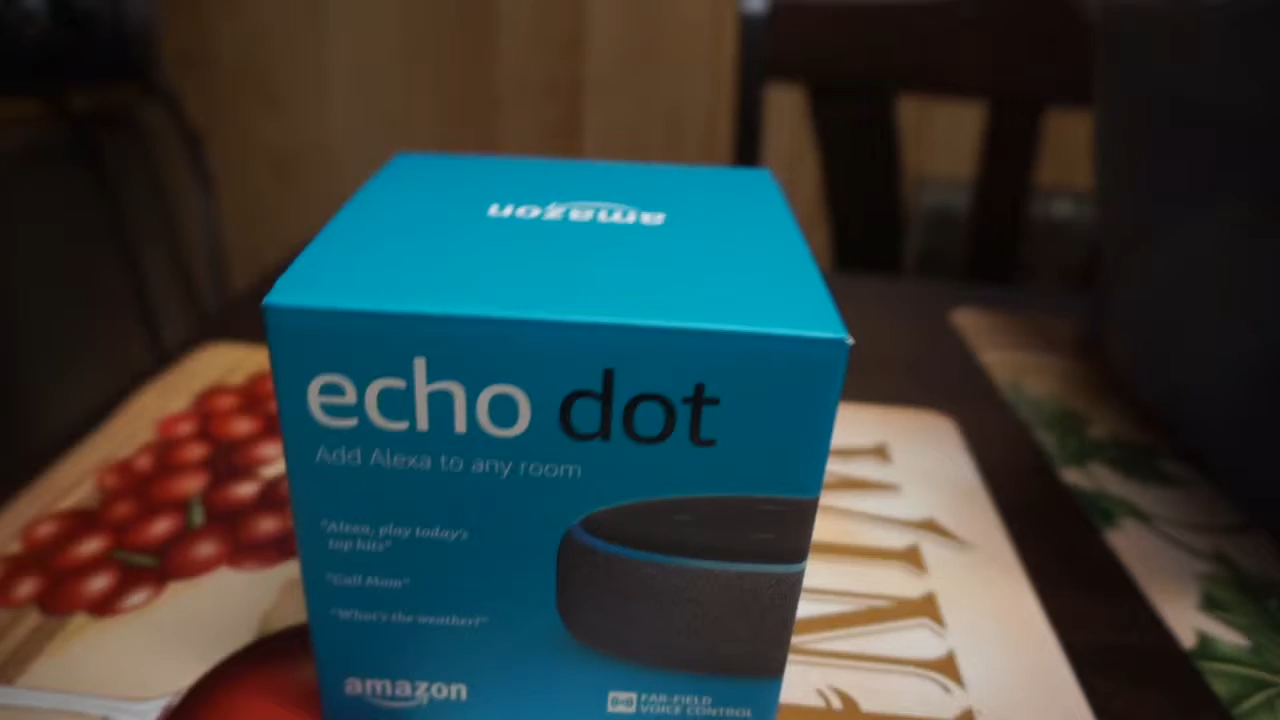 amazon
echo dot
Add Alexa to any room
"Alexa, play today's
top hits"
"Call Mom"
"What's the weather?"
amazon
FAR-FIELD
VOICE CONTROL